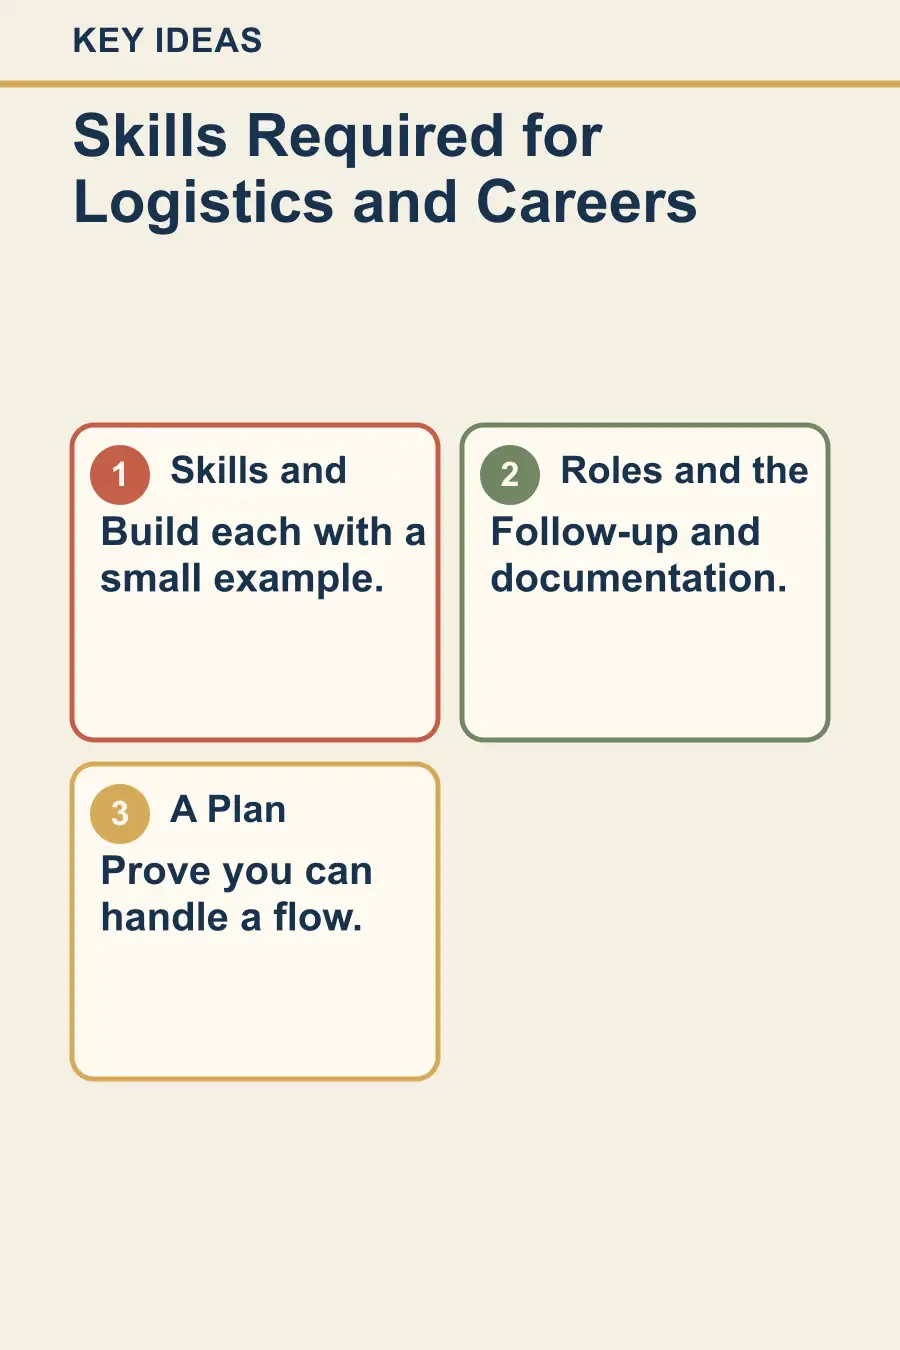 KEY IDEAS
Skills Required for
Logistics and Careers
1
Skills and
Build each with a
small example.
2
Roles and the
Follow-up and
documentation.
3
A Plan
Prove you can
handle a flow.